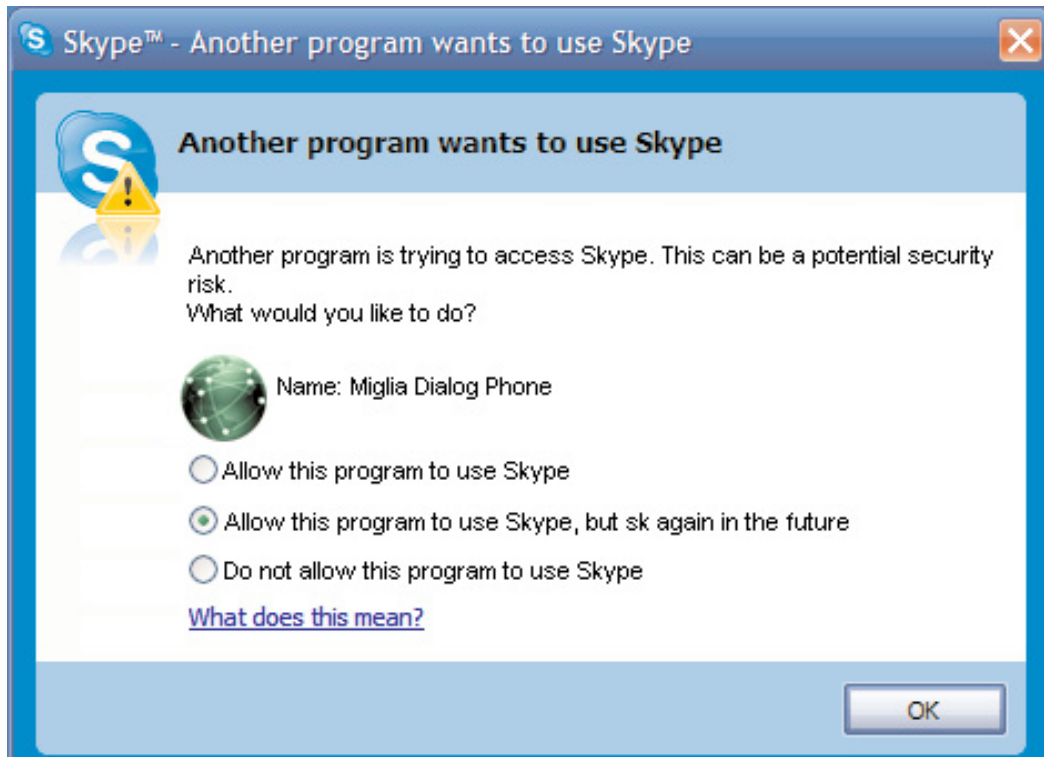 Skype™ - Another program wants to use Skype
Another program wants to use Skype
Another program is trying to access Skype. This can be a potential security
risk.
What would you like to do?
Name: Miglia Dialog Phone
Allow this program to use Skype
Allow this program to use Skype, but sk again in the future
Do not allow this program to use Skype
What does this mean?
OK